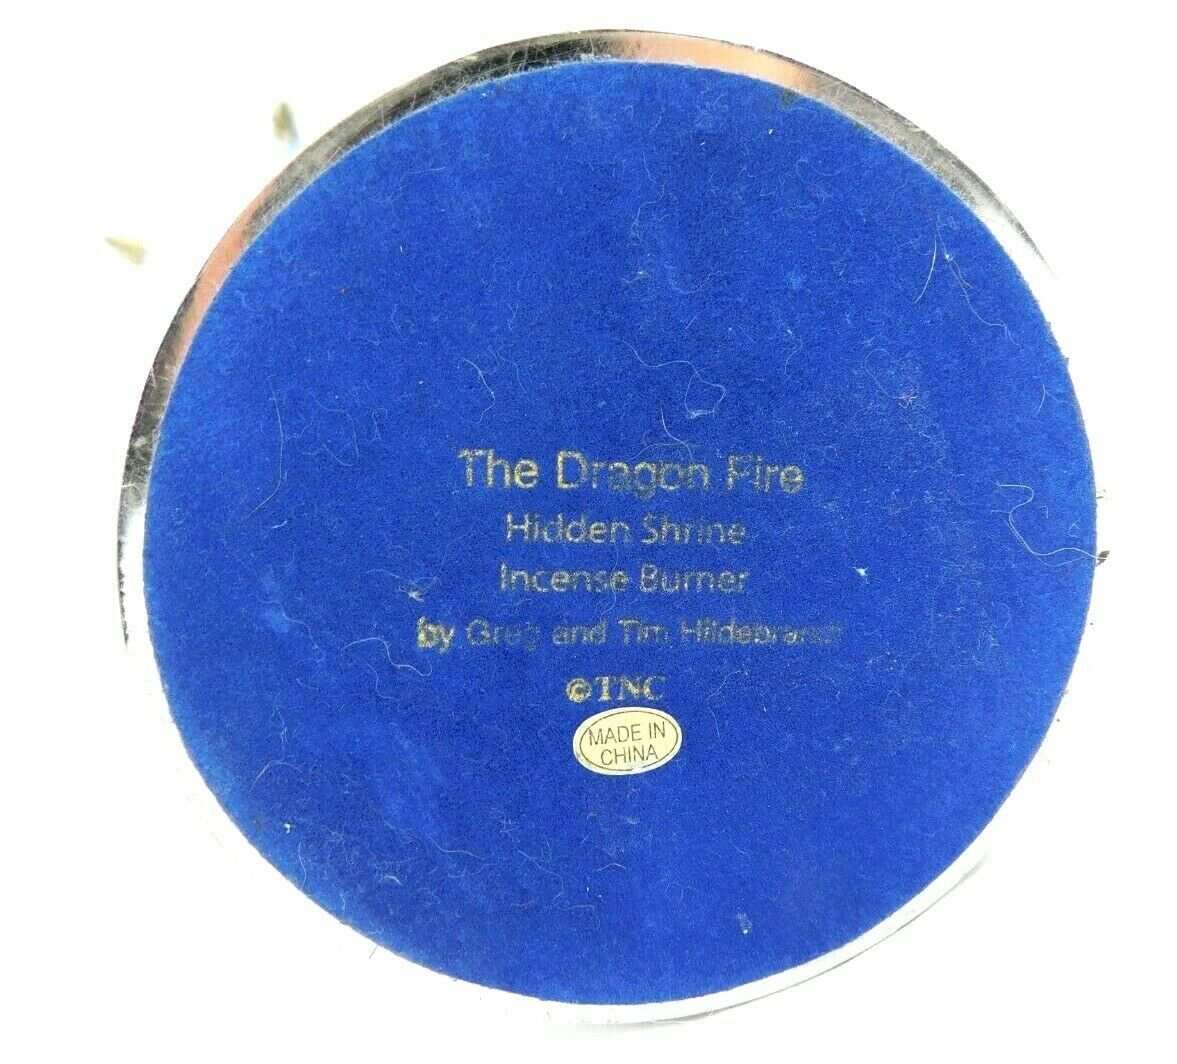 The Dragon Fire
Hidden Shrine
Incense Burner
by Greg and Tim Hildebrandt
©TNC
MADE IN
CHINA